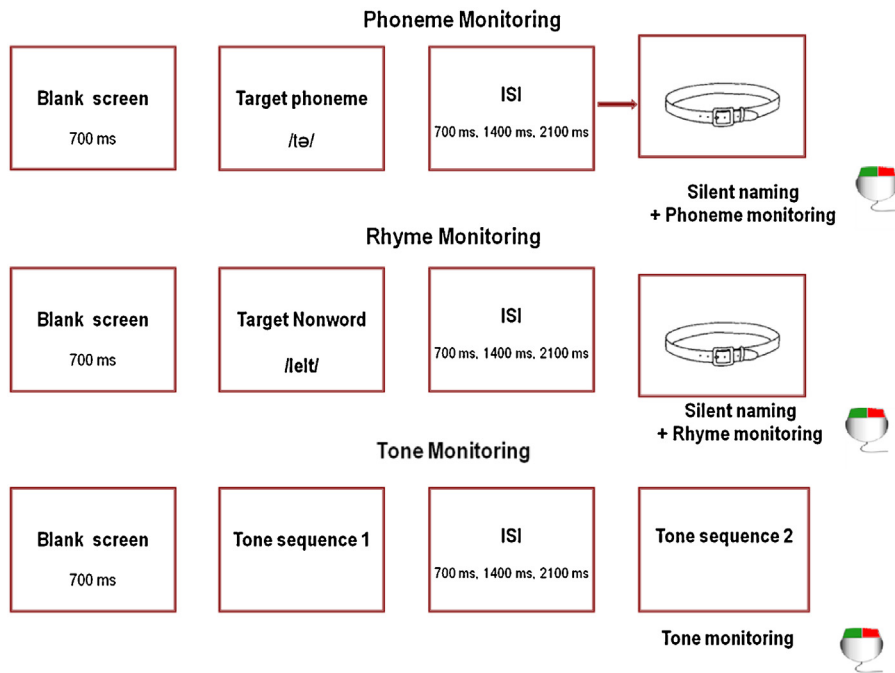 Phoneme Monitoring
Blank screen
700 ms
Target phoneme
/tə/
ISI
700 ms, 1400 ms, 2100 ms
Silent naming
+ Phoneme monitoring
Rhyme Monitoring
Blank screen
700 ms
Target Nonword
/lelt/
ISI
700 ms, 1400 ms, 2100 ms
Silent naming
+ Rhyme monitoring
Tone Monitoring
Blank screen
700 ms
Tone sequence 1
ISI
700 ms, 1400 ms, 2100 ms
Tone sequence 2
Tone monitoring